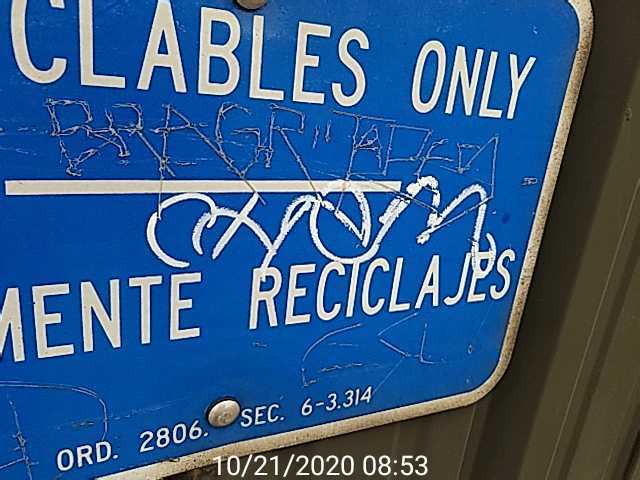 CLABLES ONLY
MENTE RECICLAJES
ORD. 2806. SEC. 6-3.314
10/21/2020 08:53